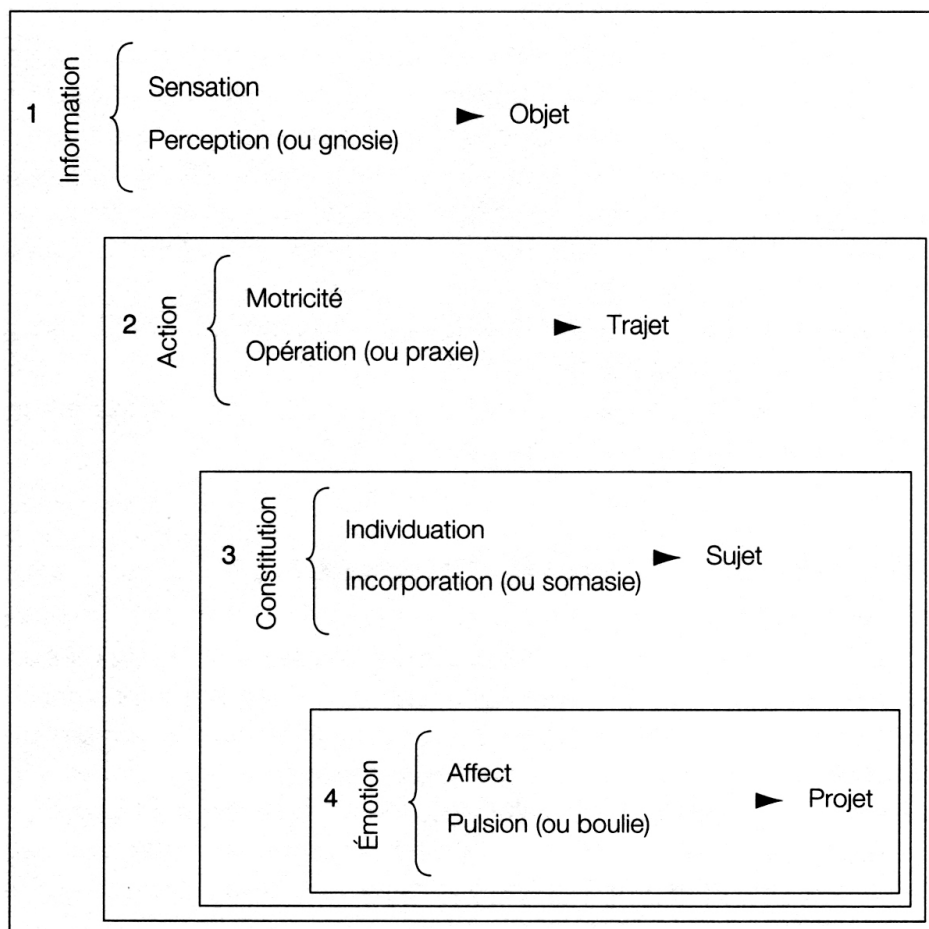 1 Information
Sensation
Perception (ou gnosie)
Objet
2 Action
Motricité
Opération (ou praxie)
Trajet
3 Constitution
Individuation
Incorporation (ou somasie)
Sujet
4 Émotion
Affect
Pulsion (ou boulie)
Projet